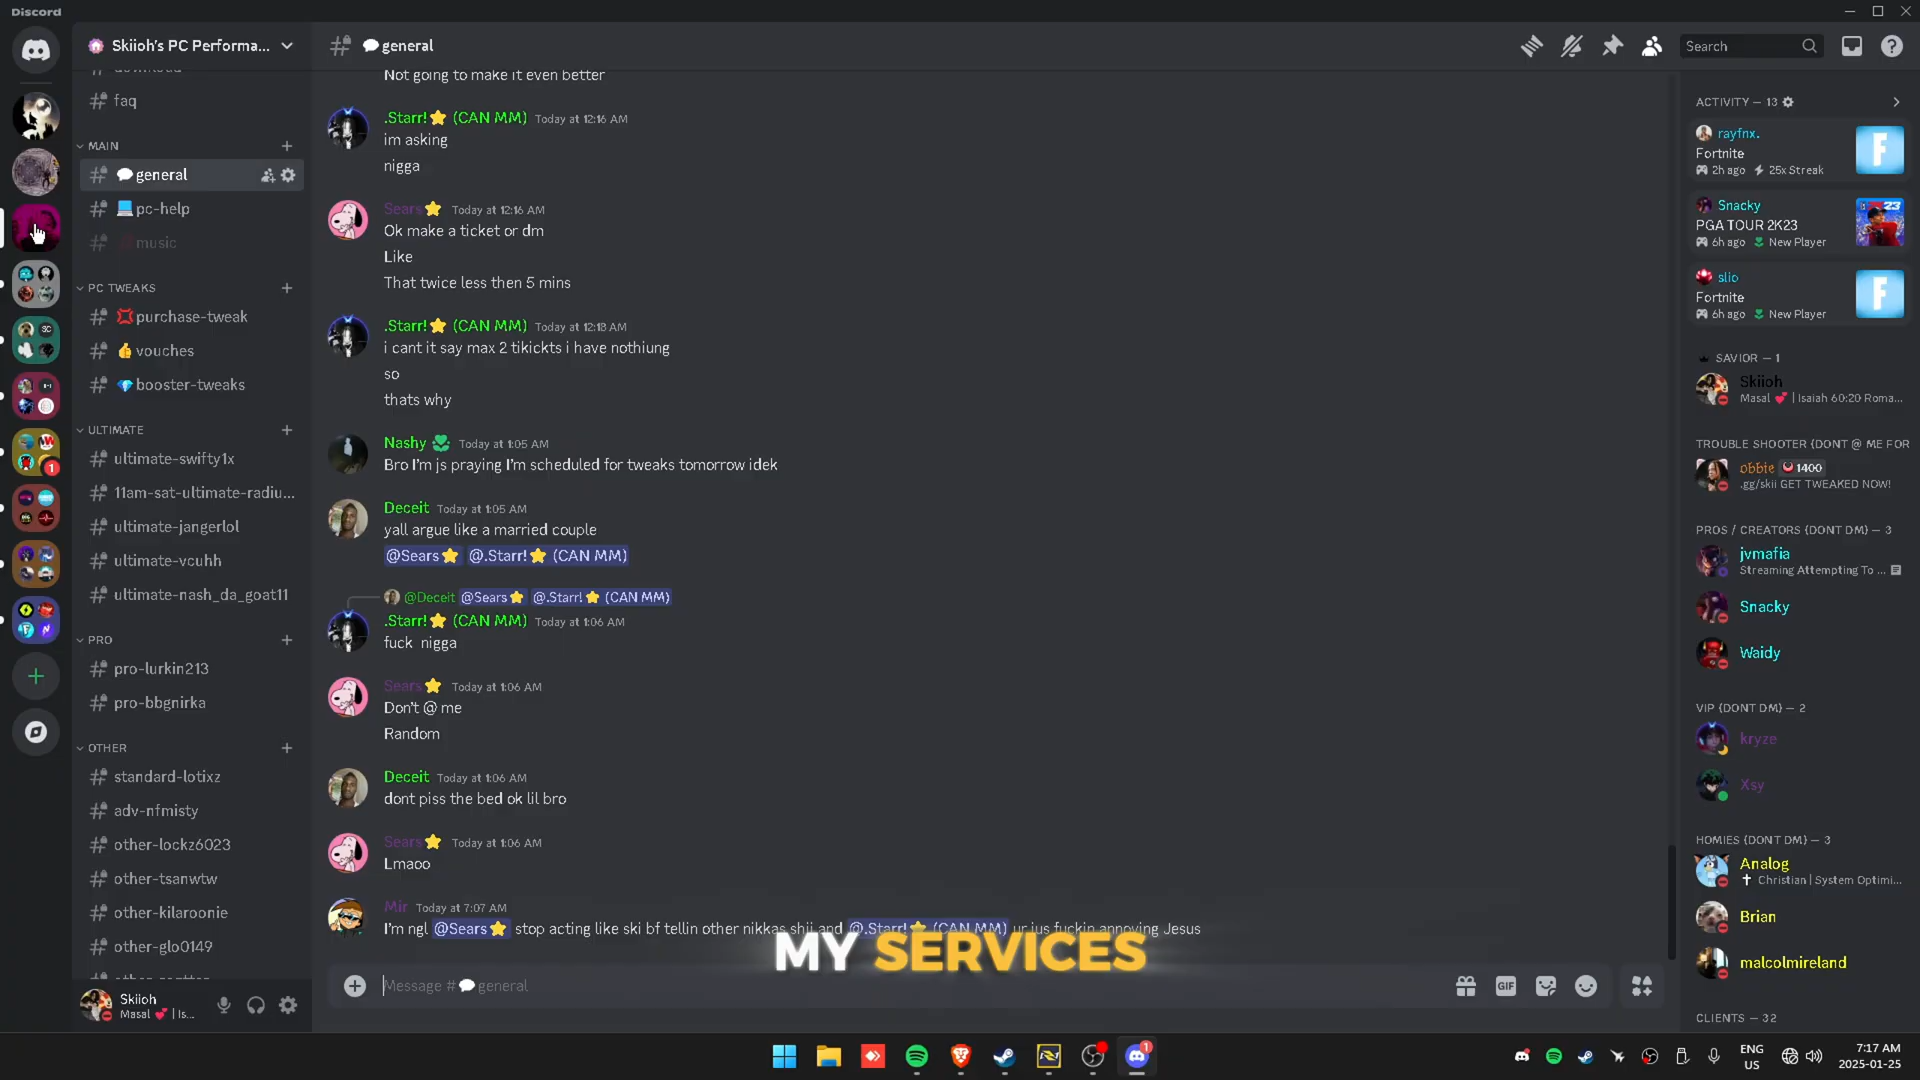 Discord
Skiioh's PC Performa...
faq
MAIN
general
pc-help
music
PC TWEAKS
purchase-tweak
vouches
booster-tweaks
ULTIMATE
ultimate-swifty1x
11am-sat-ultimate-radiu...
ultimate-jangerlol
ultimate-vcuhh
ultimate-nash_da_goat11
PRO
pro-lurkin213
pro-bbgnirka
OTHER
standard-lotixz
adv-nfmisty
other-lockz6023
other-tsanwtw
other-kilaroonie
other-glo0149
Skiioh
Masal 💕 | Is...
general
Search
Not going to make it even better
.Starr!⭐ (CAN MM) Today at 12:16 AM
im asking
nigga
Sears⭐ Today at 12:16 AM
Ok make a ticket or dm
Like
That twice less then 5 mins
.Starr!⭐ (CAN MM) Today at 12:18 AM
i cant it say max 2 tikickts i have nothiung
so
thats why
Nashy Today at 1:05 AM
Bro I'm js praying I'm scheduled for tweaks tomorrow idek
Deceit Today at 1:05 AM
yall argue like a married couple
@Sears⭐ @.Starr!⭐ (CAN MM)
@Deceit @Sears⭐ @.Starr!⭐ (CAN MM)
.Starr!⭐ (CAN MM) Today at 1:06 AM
fuck nigga
Sears⭐ Today at 1:06 AM
Don't @ me
Random
Deceit Today at 1:06 AM
dont piss the bed ok lil bro
Sears⭐ Today at 1:06 AM
Lmaoo
Mir Today at 7:07 AM
I'm ngl @Sears⭐ stop acting like ski bf tellin other nikkas shii and @.Starr!⭐ (CAN MM) ur jus fuckin annoying Jesus
MY SERVICES
Message #general
GIF
ACTIVITY — 13
rayfnx.
Fortnite
2h ago 25x Streak
Snacky
PGA TOUR 2K23
6h ago New Player
slio
Fortnite
6h ago New Player
SAVIOR — 1
Skiioh
Masal 💕 | Isaiah 60:20 Roma...
TROUBLE SHOOTER (DONT @ ME FOR
obbie 1400
.gg/skii GET TWEAKED NOW!
PROS / CREATORS (DONT DM) — 3
jvmafia
Streaming Attempting To ...
Snacky
Waidy
VIP (DONT DM) — 2
kryze
Xsy
HOMIES (DONT DM) — 3
Analog
✝ Christian | System Optimi...
Brian
malcolmireland
CLIENTS — 32
ENG
US
7:17 AM
2025-01-25